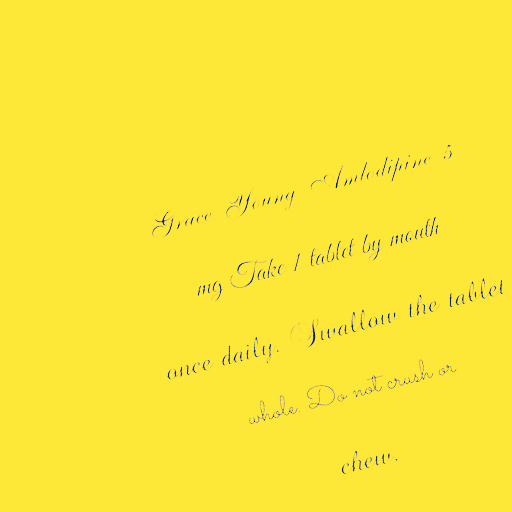 Grace Young Amlodipine 5
mg Take 1 tablet by mouth
once daily. Swallow the tablet
whole. Do not crush or
chew.